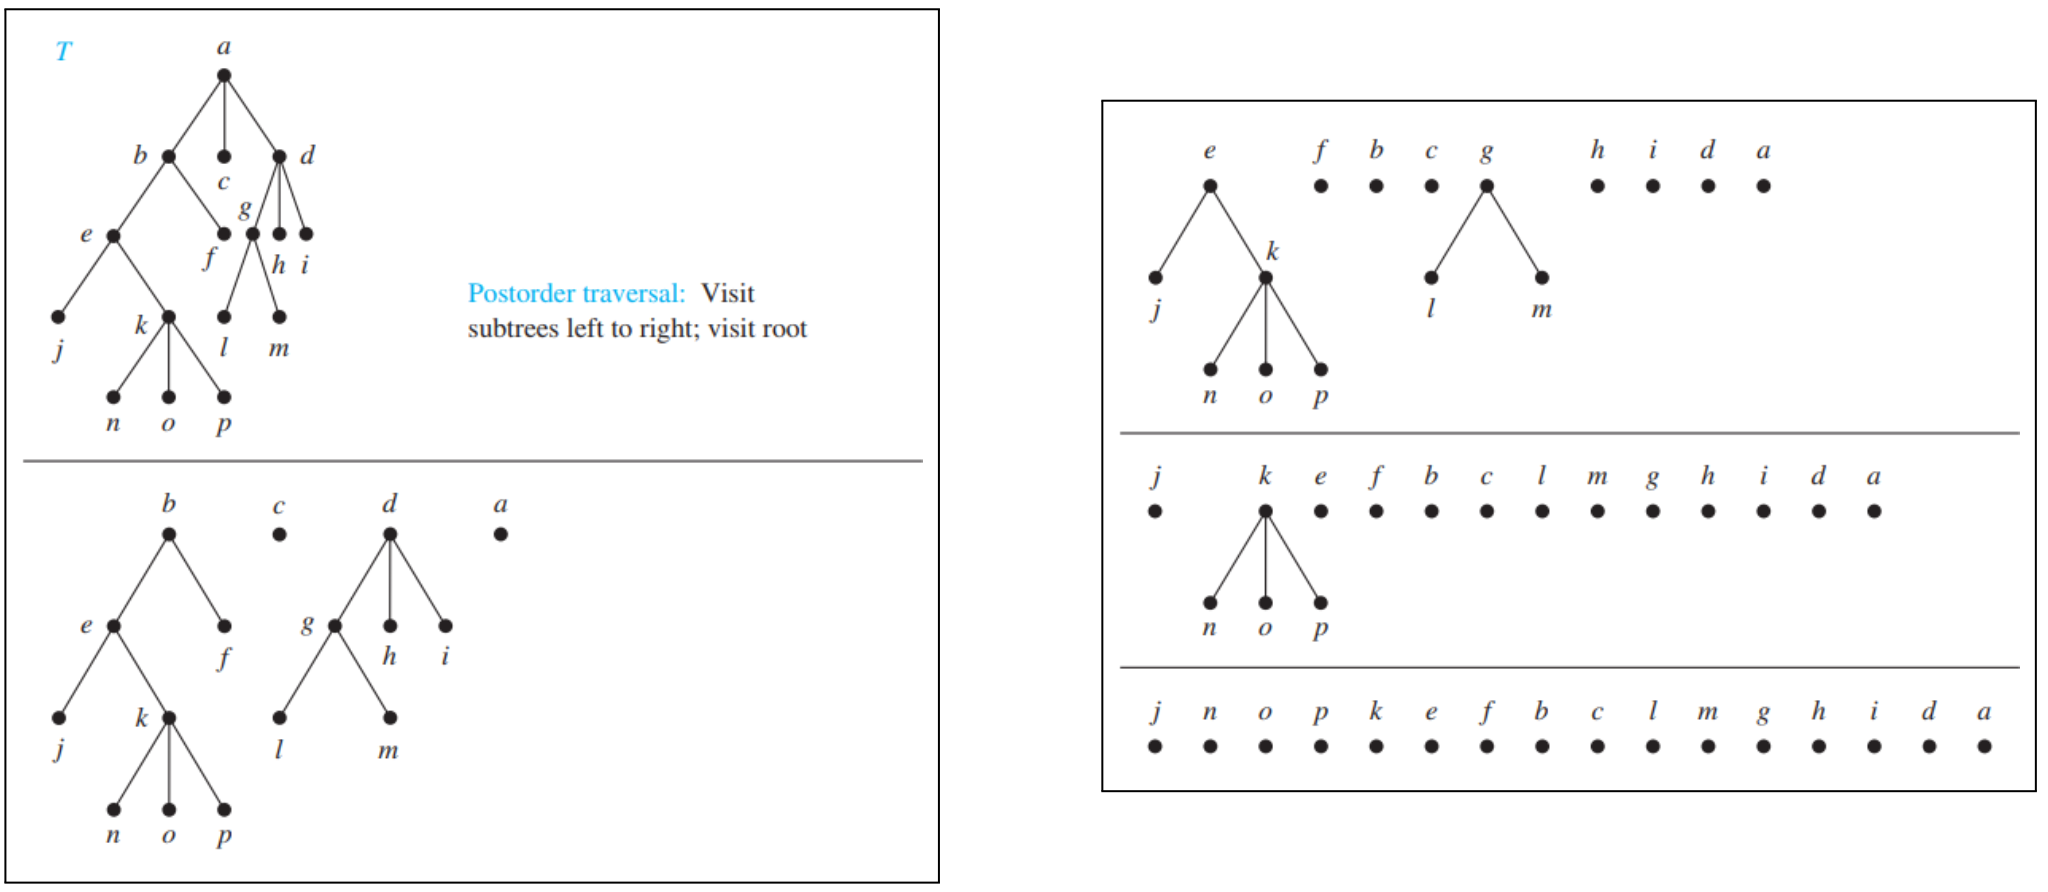 T
a
b
d
c
g
e
f
h i
Postorder traversal: Visit
subtrees left to right; visit root
k
j
l m
n o p
b c d a
e
g
f
h i
k
j
l m
n o p
e f b c g h i d a
k
j
l m
n o p
j k e f b c l m g h i d a
n o p
j n o p k e f b c l m g h i d a